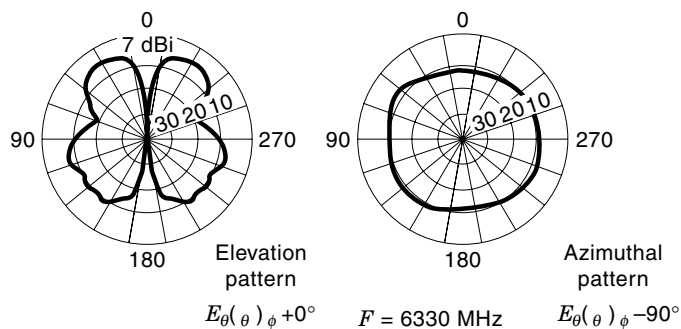 0
7 dBi
30 20 10
90
270
180
0
30 20 10
90
270
180
Elevation
pattern
Eθ(θ)ϕ+0°
F = 6330 MHz
Azimuthal
pattern
Eθ(θ)ϕ−90°